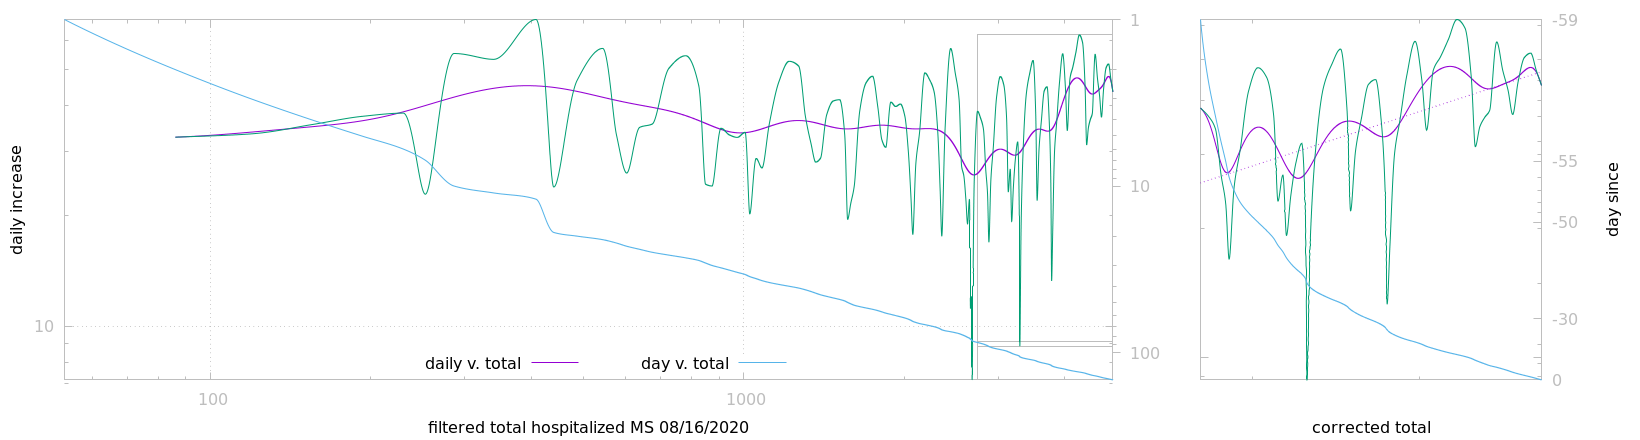 daily increase
10
daily v. total
day v. total
100
1000
filtered total hospitalized MS 08/16/2020
1
10
100
-59
-55
-50
-30
0
day since
corrected total